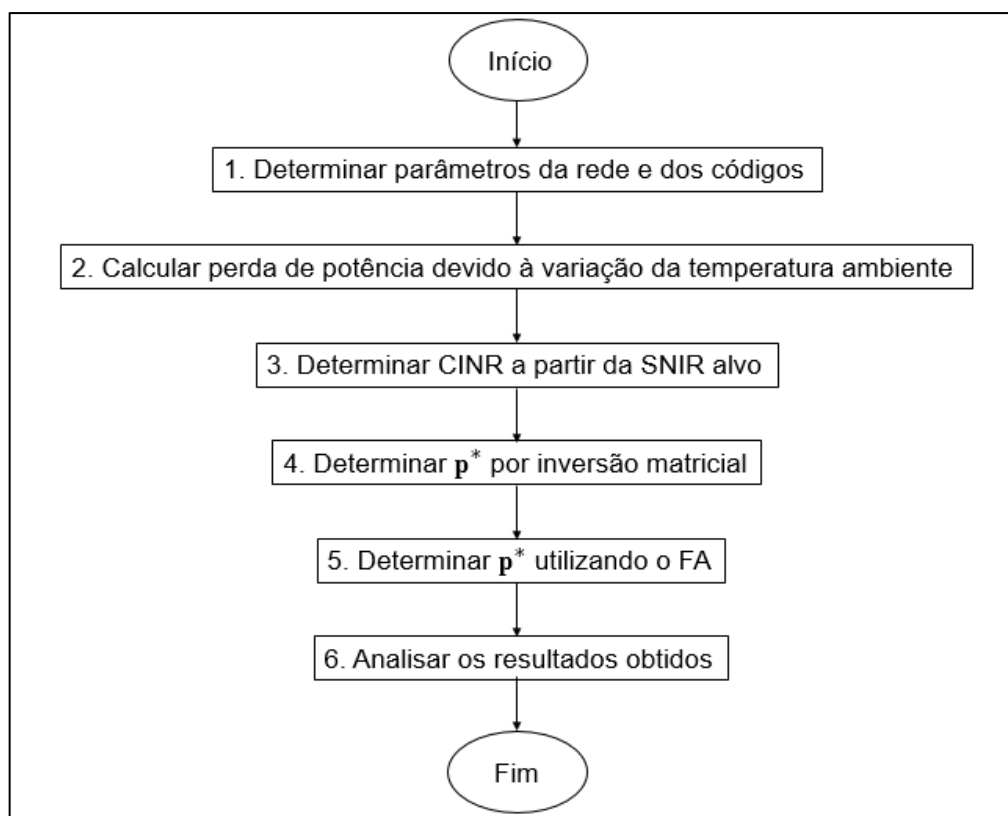 Início
1. Determinar parâmetros da rede e dos códigos
2. Calcular perda de potência devido à variação da temperatura ambiente
3. Determinar CINR a partir da SNIR alvo
4. Determinar p* por inversão matricial
5. Determinar p* utilizando o FA
6. Analisar os resultados obtidos
Fim